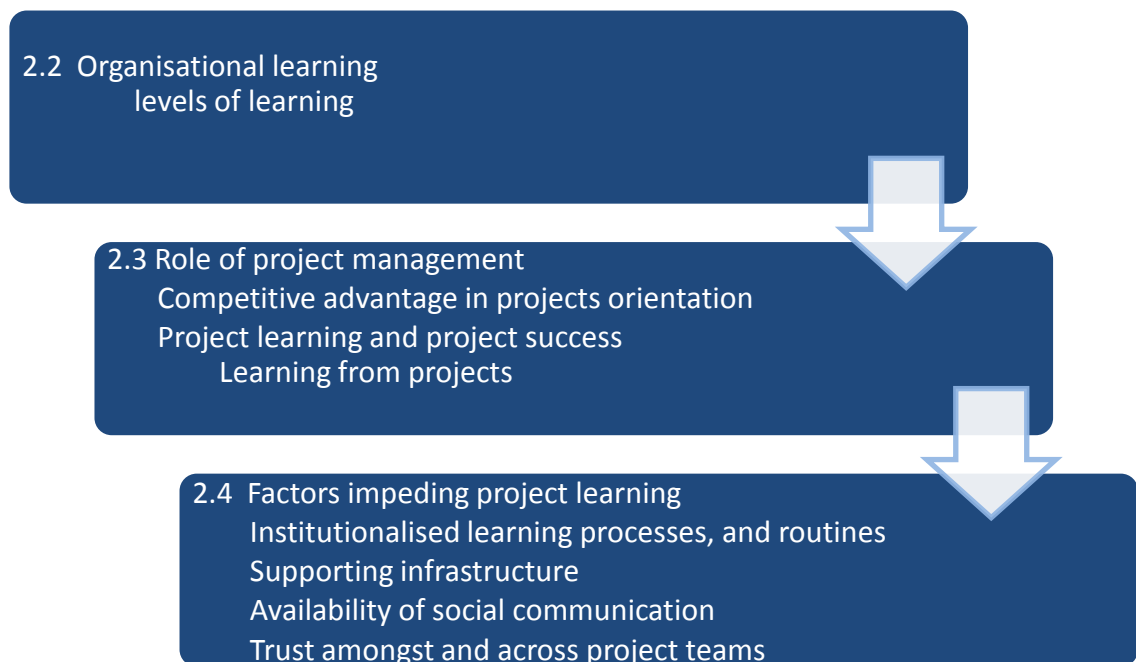 2.2  Organisational learning
levels of learning
2.3 Role of project management
Competitive advantage in projects orientation
Project learning and project success
Learning from projects
2.4  Factors impeding project learning
Institutionalised learning processes, and routines
Supporting infrastructure
Availability of social communication
Trust amongst and across project teams